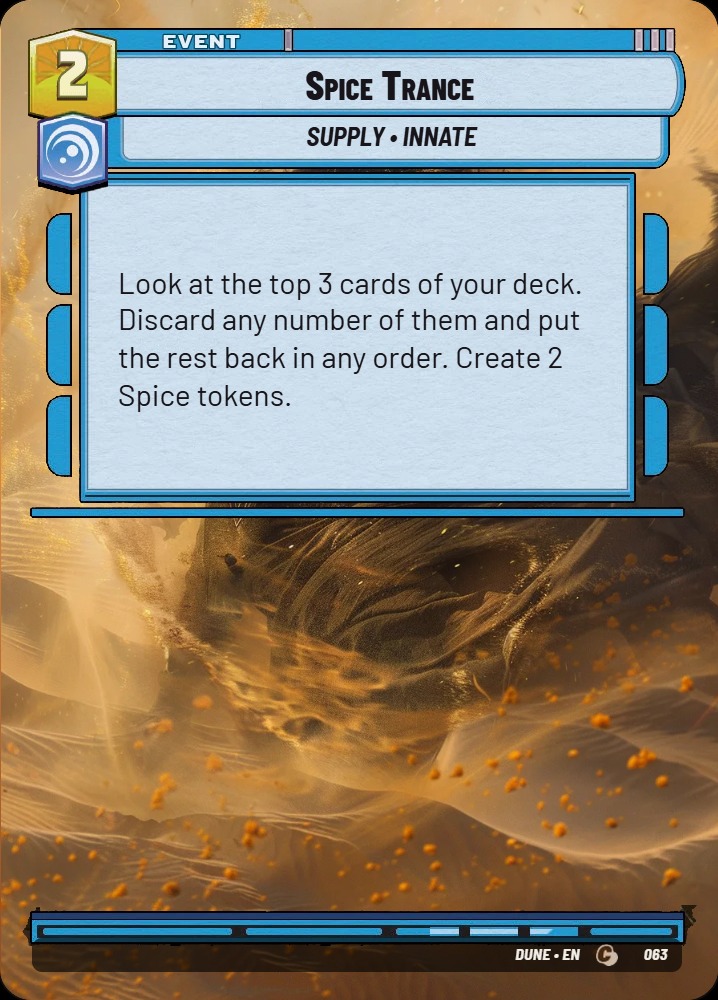 EVENT
2
Spice Trance
SUPPLY • INNATE
Look at the top 3 cards of your deck.
Discard any number of them and put
the rest back in any order. Create 2
Spice tokens.
DUNE • EN C 063